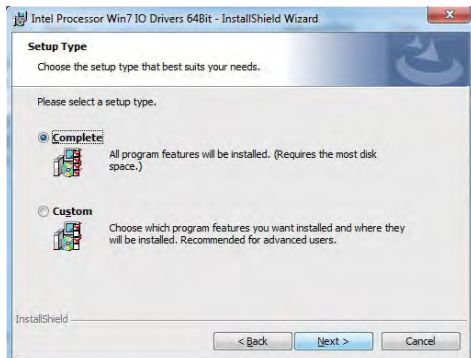 Intel Processor Win7 IO Drivers 64Bit - InstallShield Wizard
Setup Type
Choose the setup type that best suits your needs.
Please select a setup type.
Complete
All program features will be installed. (Requires the most disk
space.)
Custom
Choose which program features you want installed and where they
will be installed. Recommended for advanced users.
InstallShield
< Back Next > Cancel